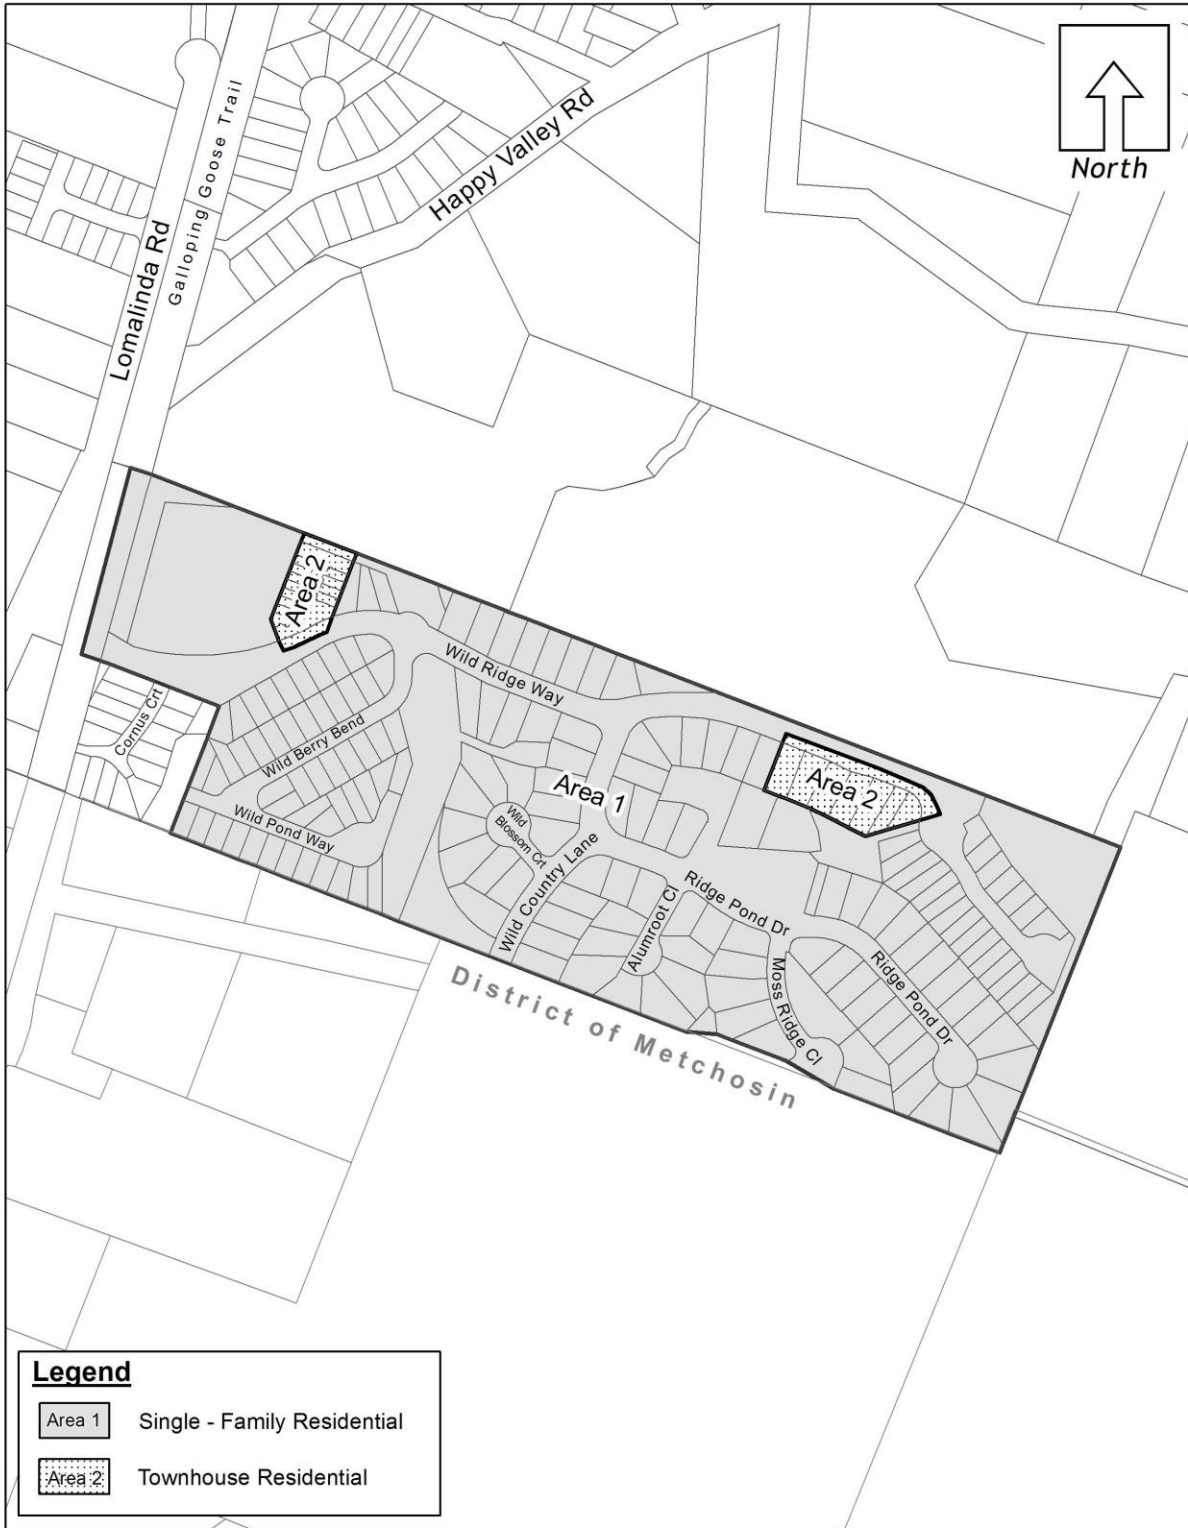 North
Happy Valley Rd
Galloping Goose Trail
Lomalinda Rd
Area 2
Wild Ridge Way
Cornus Crt
Wild Berry Bend
Area 2
Area 1
Wild Pond Way
Wild
Blossom Crt
Wild Country Lane
Alumroot Cl
Ridge Pond Dr
Moss Ridge Cl
Ridge Pond Dr
District of Metchosin
Legend
Area 1 Single - Family Residential
Area 2 Townhouse Residential